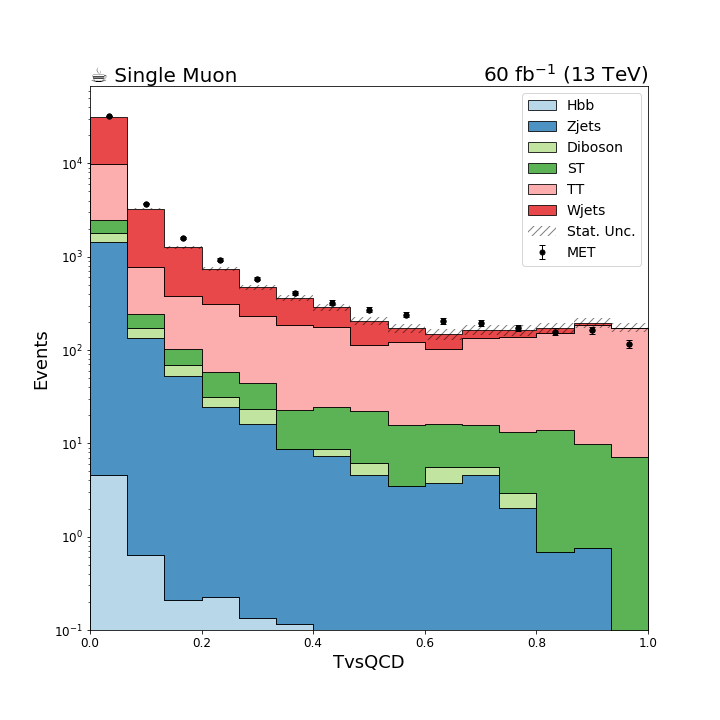 ☕ Single Muon
60 fb⁻¹ (13 TeV)
Hbb
Zjets
Diboson
ST
TT
Wjets
Stat. Unc.
MET
Events
10⁴
10³
10²
10¹
10⁰
10⁻¹
0.0 0.2 0.4 0.6 0.8 1.0
TvsQCD